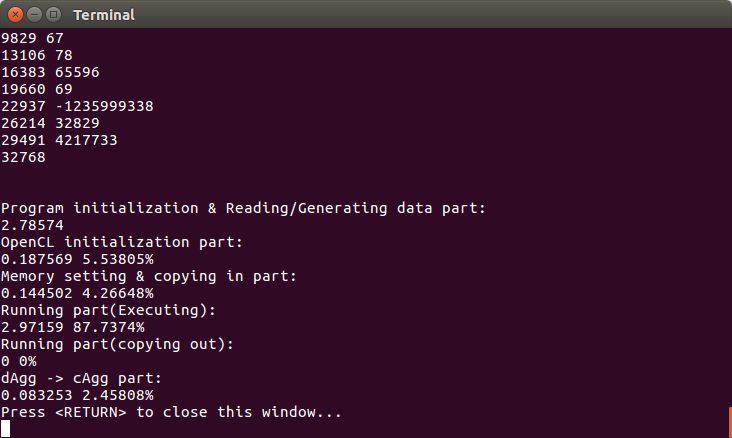 Terminal
9829 67
13106 78
16383 65596
19660 69
22937 -1235999338
26214 32829
29491 4217733
32768
Program initialization & Reading/Generating data part:
2.78574
OpenCL initialization part:
0.187569 5.53805%
Memory setting & copying in part:
0.144502 4.26648%
Running part(Executing):
2.97159 87.7374%
Running part(copying out):
0 0%
dAgg -> cAgg part:
0.083253 2.45808%
Press <RETURN> to close this window...